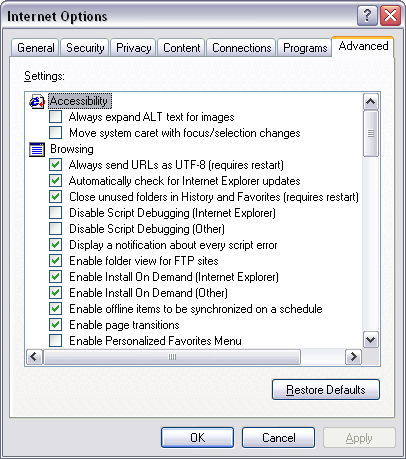 Internet Options
General Security Privacy Content Connections Programs Advanced
Settings:
Accessibility
Always expand ALT text for images
Move system caret with focus/selection changes
Browsing
Always send URLs as UTF-8 (requires restart)
Automatically check for Internet Explorer updates
Close unused folders in History and Favorites (requires restart)
Disable Script Debugging (Internet Explorer)
Disable Script Debugging (Other)
Display a notification about every script error
Enable folder view for FTP sites
Enable Install On Demand (Internet Explorer)
Enable Install On Demand (Other)
Enable offline items to be synchronized on a schedule
Enable page transitions
Enable Personalized Favorites Menu
Restore Defaults
OK Cancel Apply